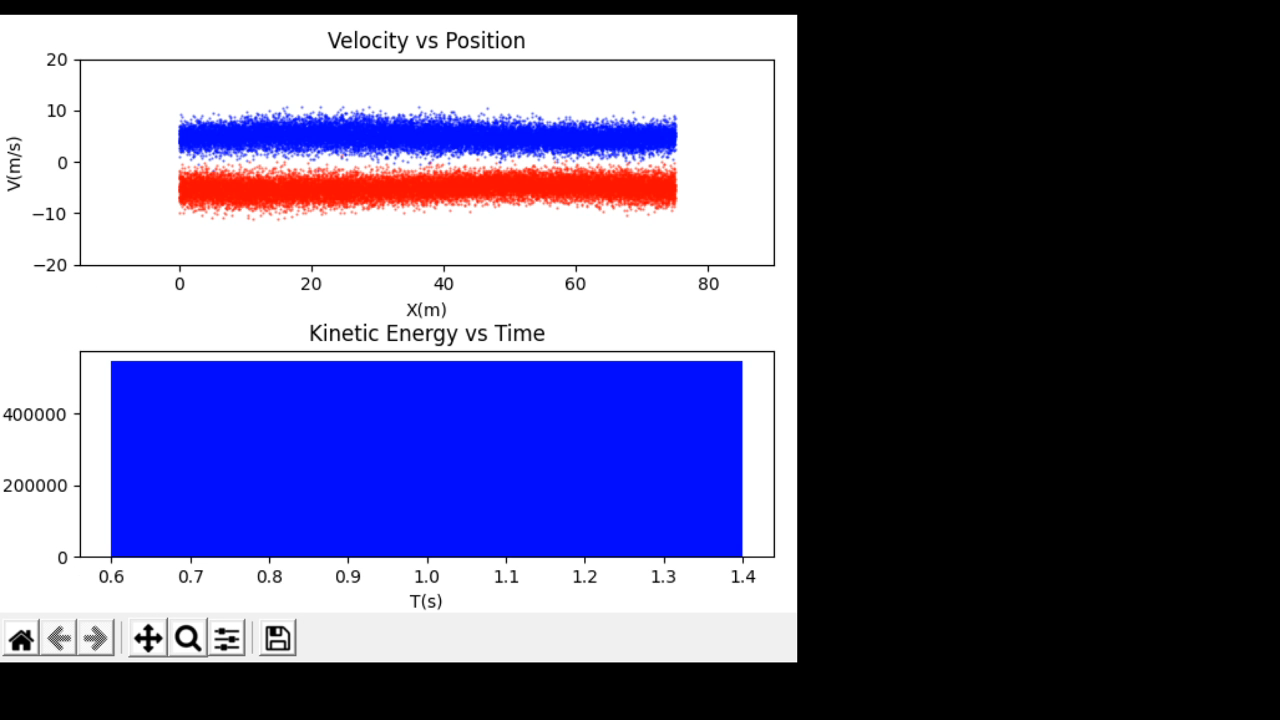 Velocity vs Position
20
10
0
−10
−20
V(m/s)
0 20 40 60 80
X(m)
Kinetic Energy vs Time
400000
200000
0
0.6 0.7 0.8 0.9 1.0 1.1 1.2 1.3 1.4
T(s)